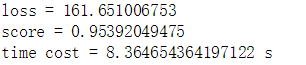 loss = 161.651006753
score = 0.95392049475
time cost = 8.364654364197122 s